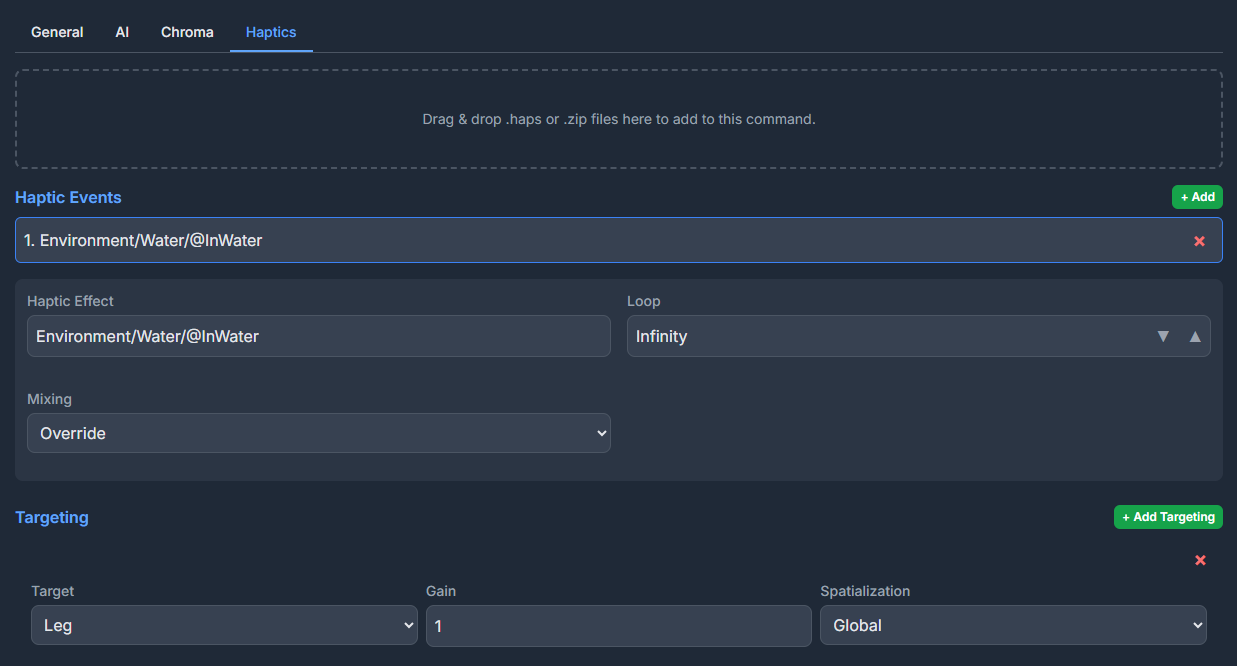 General AI Chroma Haptics
Drag & drop .haps or .zip files here to add to this command.
Haptic Events + Add
1. Environment/Water/@InWater
Haptic Effect Loop
Environment/Water/@InWater Infinity
Mixing
Override
Targeting + Add Targeting
Target Gain Spatialization
Leg 1 Global